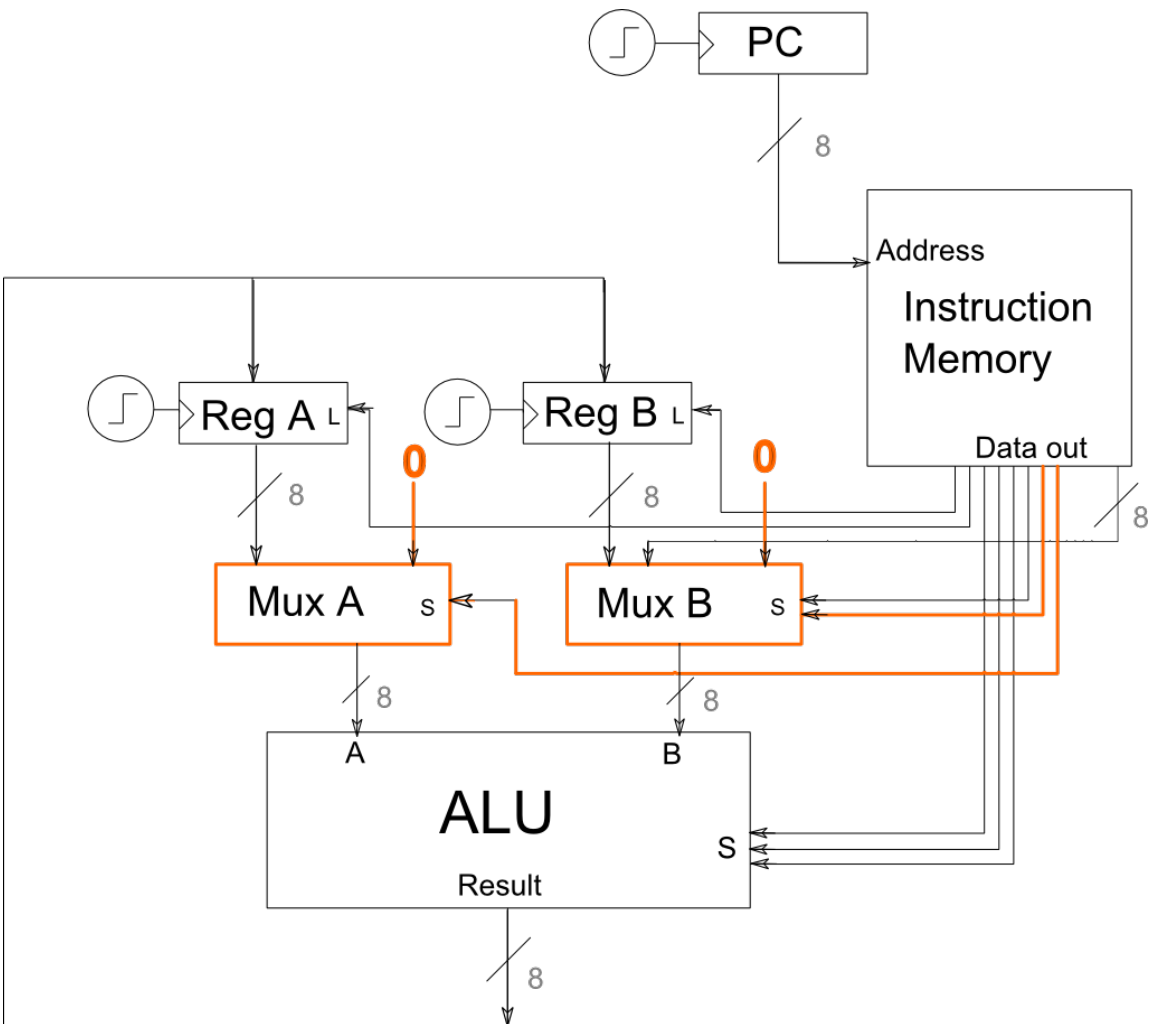 PC
8
Address
Instruction
Memory
Data out
Reg A L
Reg B L
0
0
8
8
8
Mux A S
Mux B S
8
8
A
B
ALU
S
Result
8